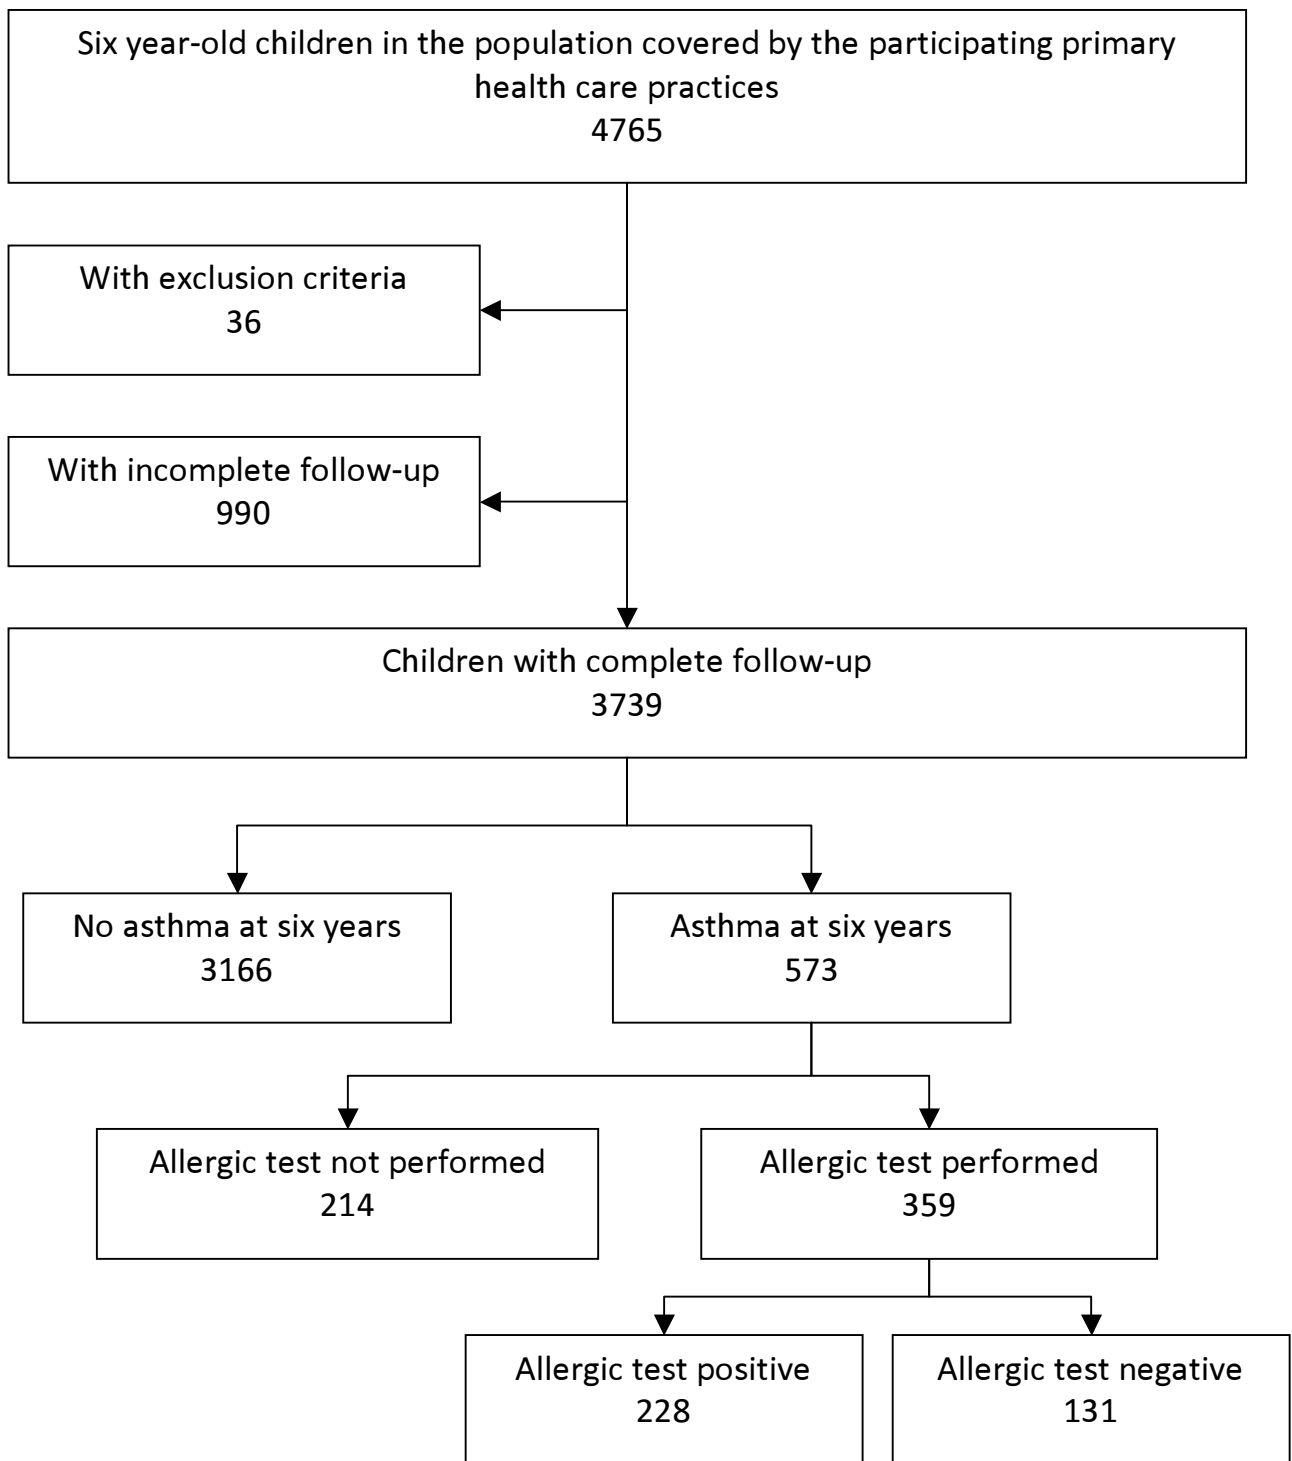 Six year-old children in the population covered by the participating primary
health care practices
4765
With exclusion criteria
36
With incomplete follow-up
990
Children with complete follow-up
3739
No asthma at six years
3166
Asthma at six years
573
Allergic test not performed
214
Allergic test performed
359
Allergic test positive
228
Allergic test negative
131